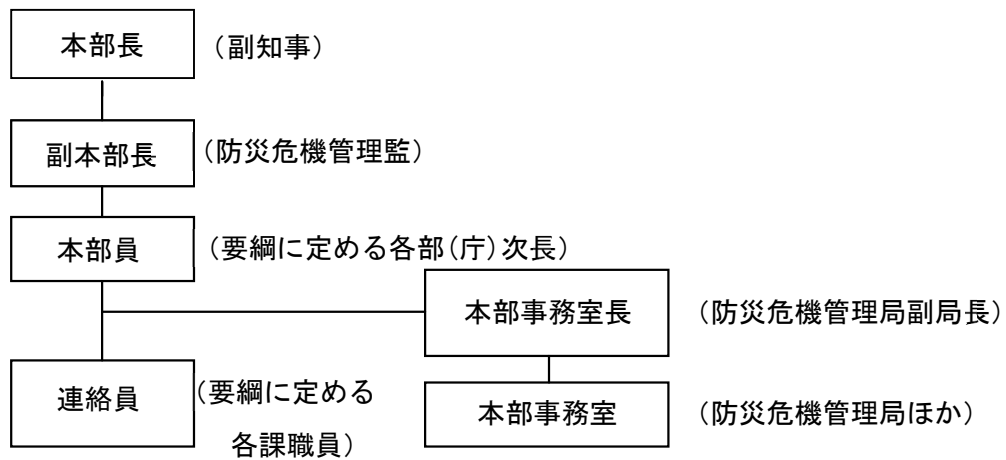 本部長 （副知事）
副本部長 （防災危機管理監）
本部員 （要綱に定める各部（庁）次長）
本部事務室長 （防災危機管理局副局長）
連絡員 （要綱に定める
各課職員）
本部事務室 （防災危機管理局ほか）